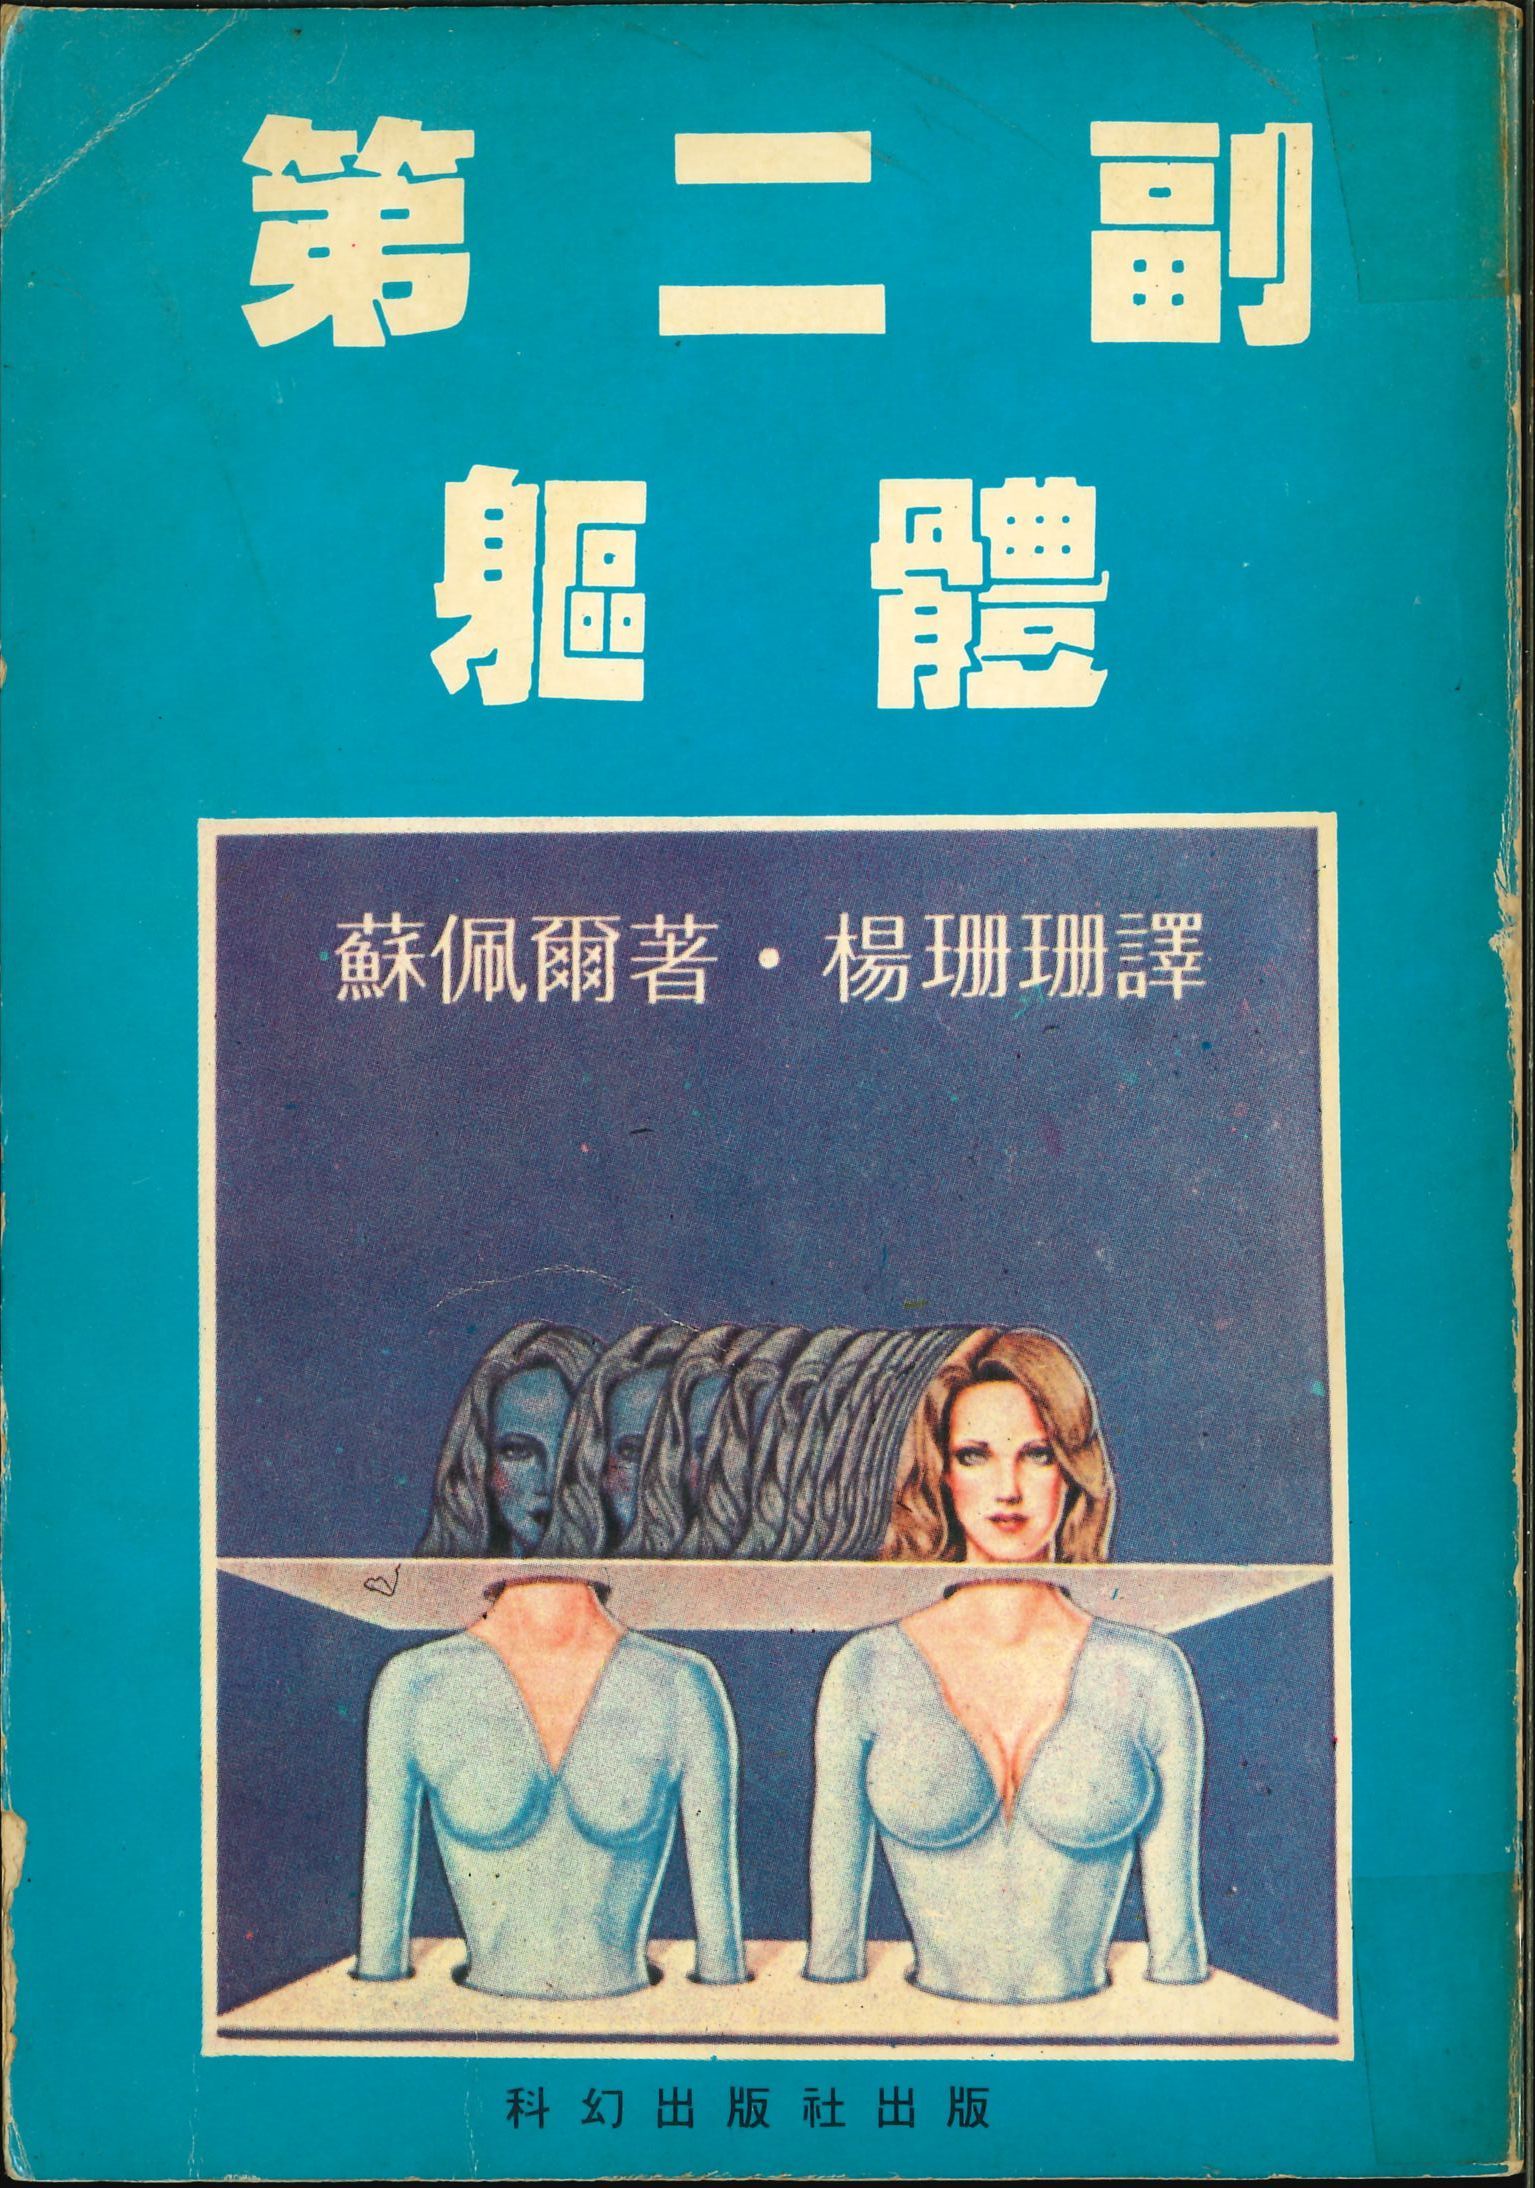 第二副
軀體
蘇佩爾著·楊珊珊譯
科幻出版社出版